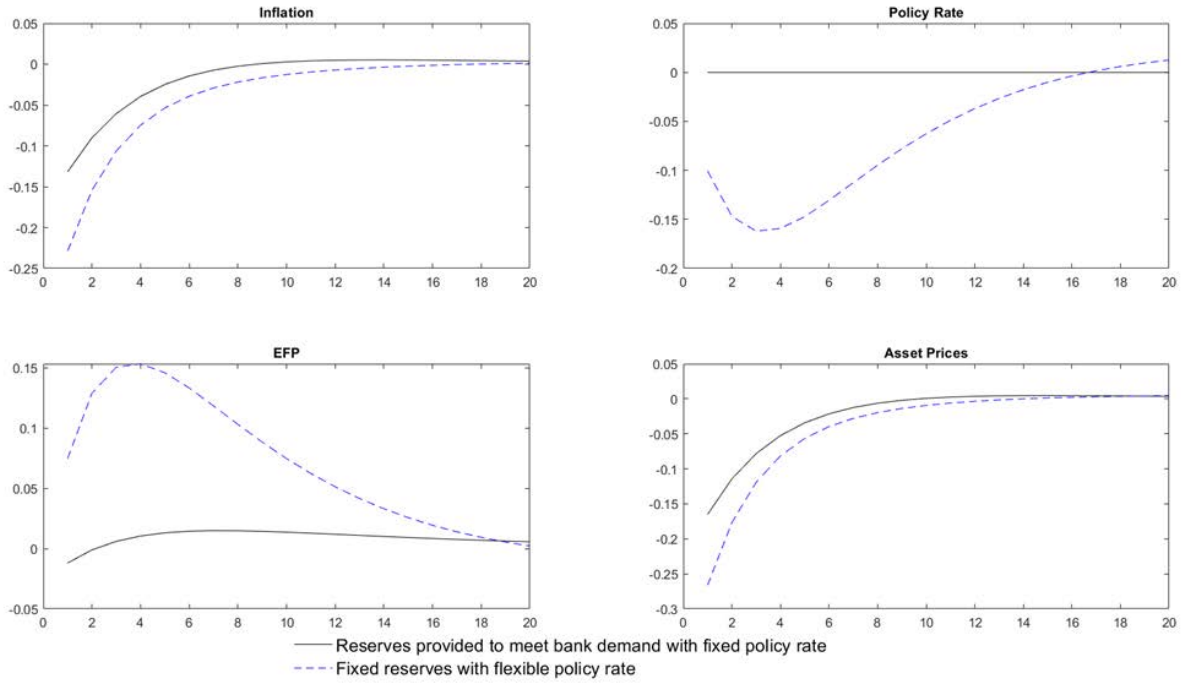 Inflation
0.05
0
-0.05
-0.1
-0.15
-0.2
-0.25
0 2 4 6 8 10 12 14 16 18 20
Policy Rate
0.05
0
-0.05
-0.1
-0.15
-0.2
0 2 4 6 8 10 12 14 16 18 20
EFP
0.15
0.1
0.05
0
-0.05
0 2 4 6 8 10 12 14 16 18 20
Asset Prices
0.05
0
-0.05
-0.1
-0.15
-0.2
-0.25
-0.3
0 2 4 6 8 10 12 14 16 18 20
Reserves provided to meet bank demand with fixed policy rate
Fixed reserves with flexible policy rate